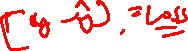 [y ŷ], = Loss